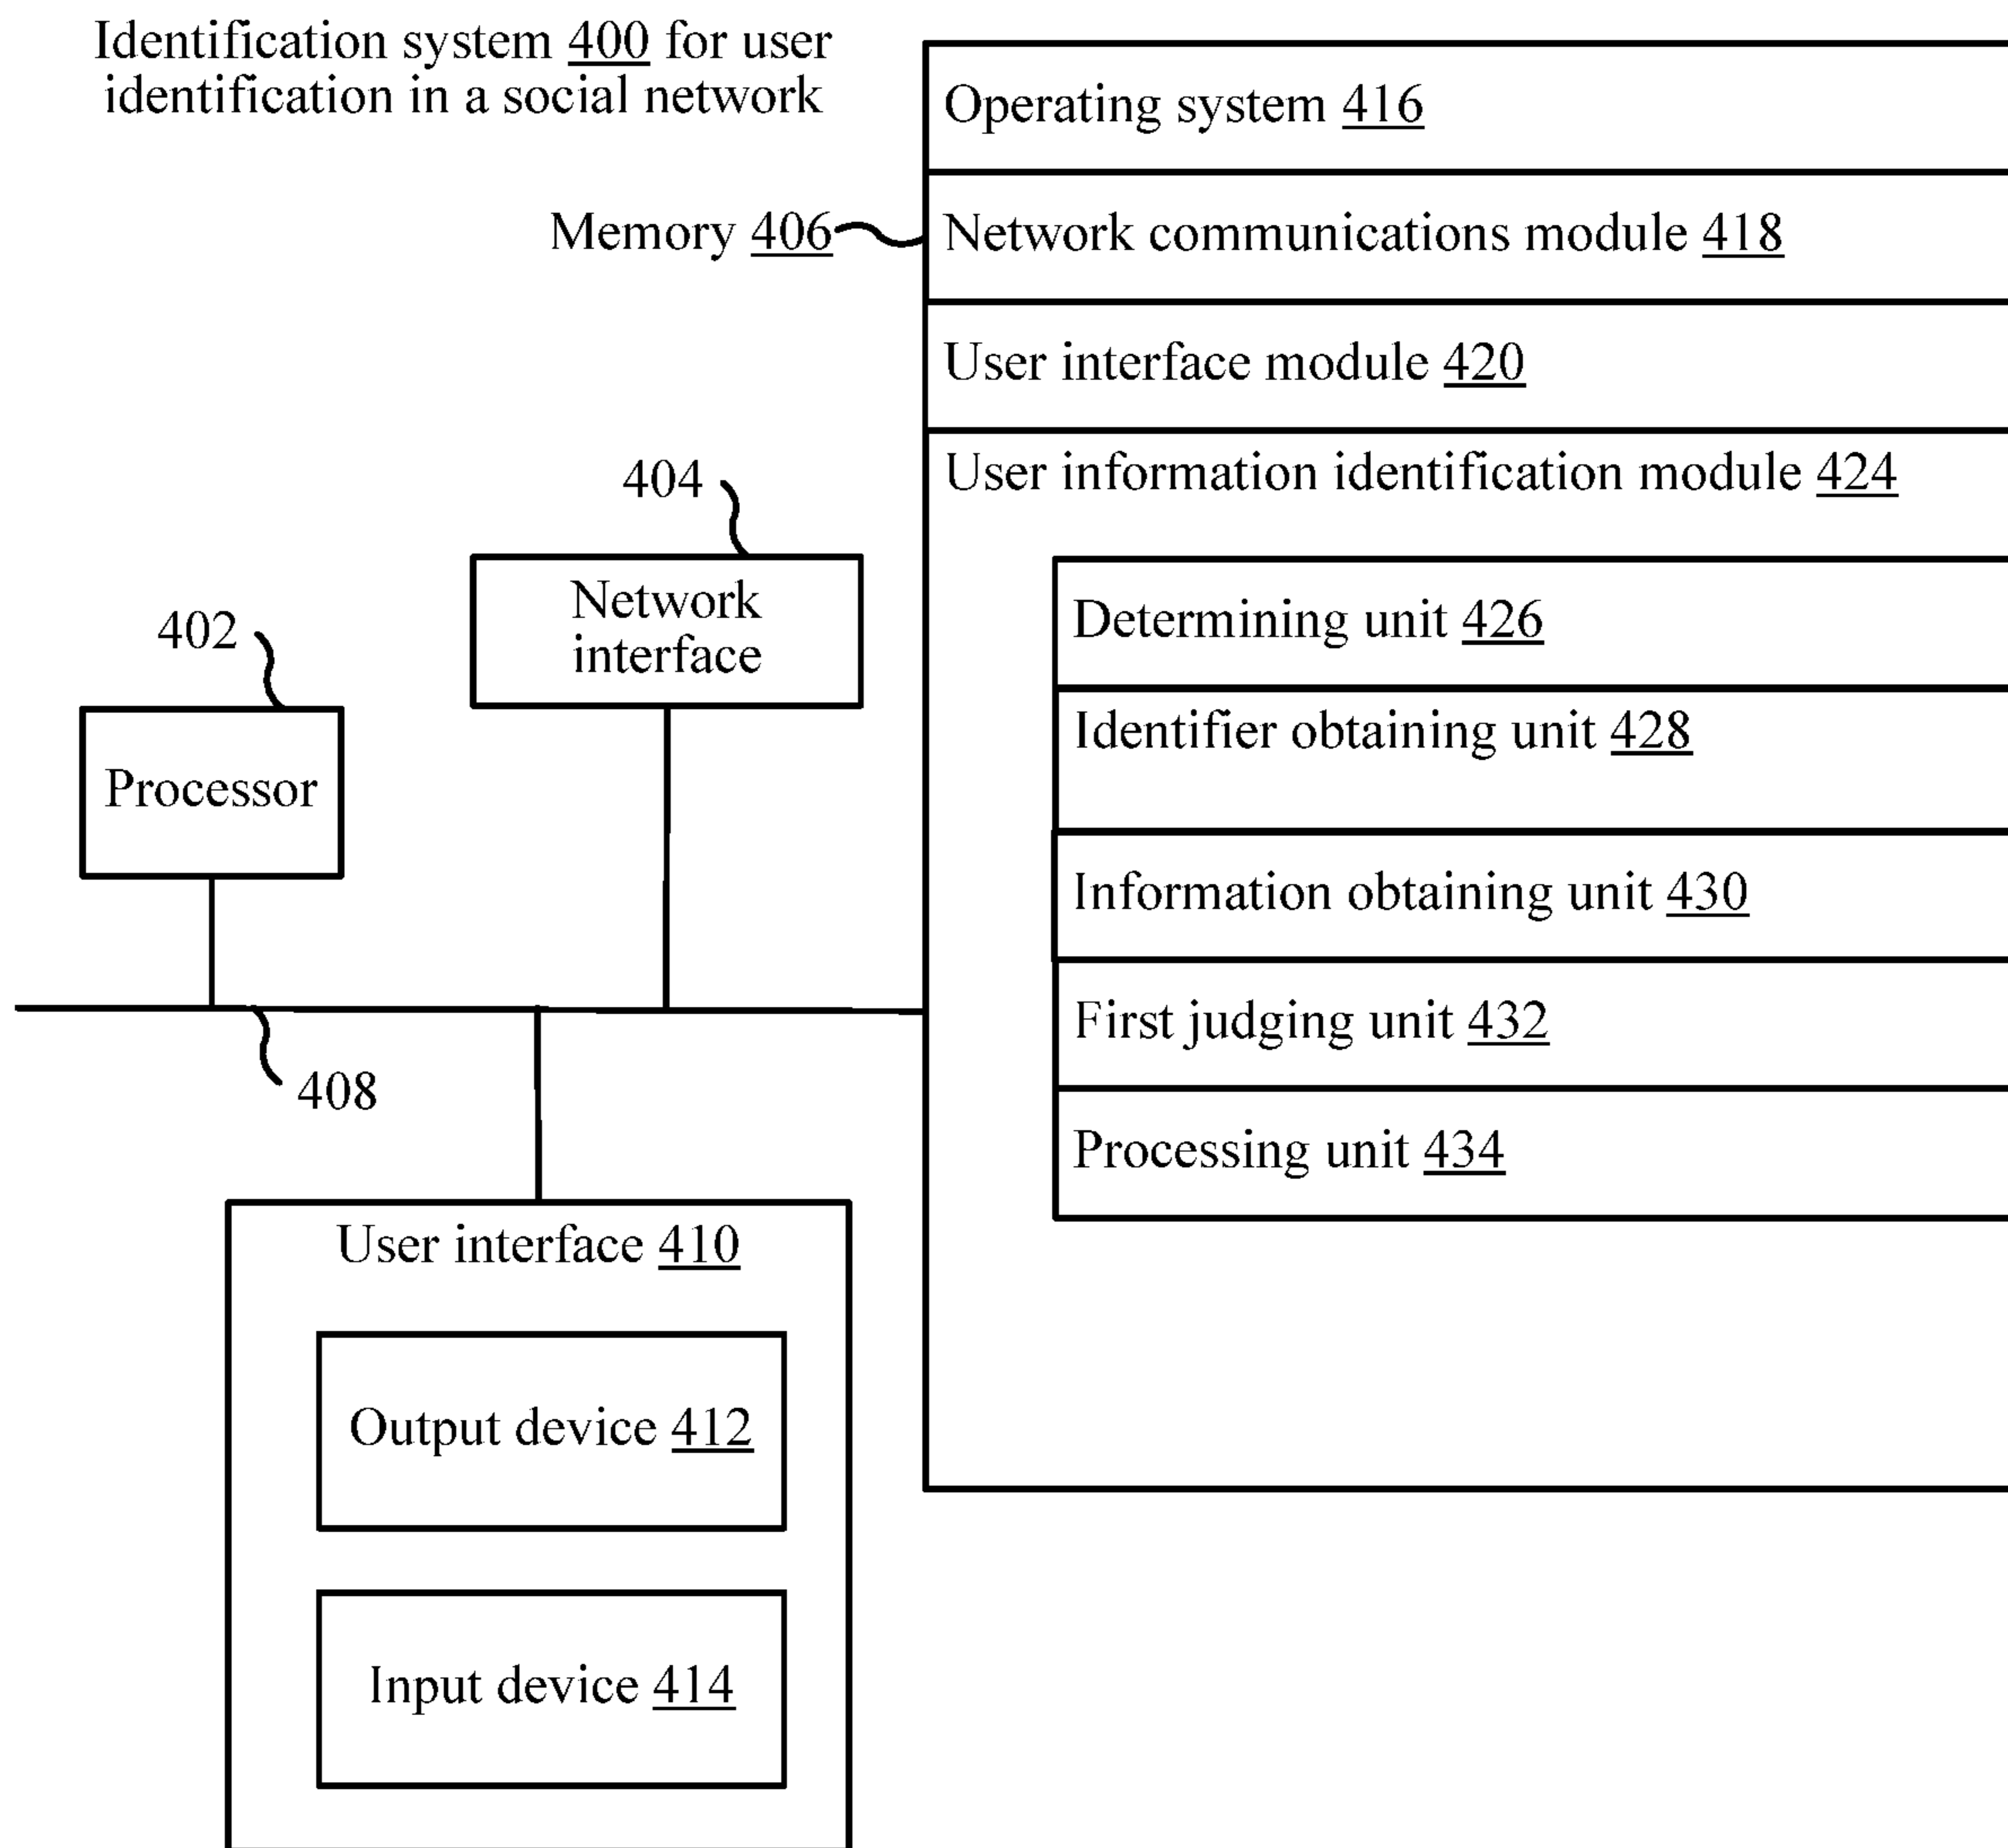 Identification system 400 for user
identification in a social network
Operating system 416
Memory 406
Network communications module 418
User interface module 420
User information identification module 424
404
Network
interface
402
Processor
Determining unit 426
Identifier obtaining unit 428
Information obtaining unit 430
First judging unit 432
Processing unit 434
408
User interface 410
Output device 412
Input device 414